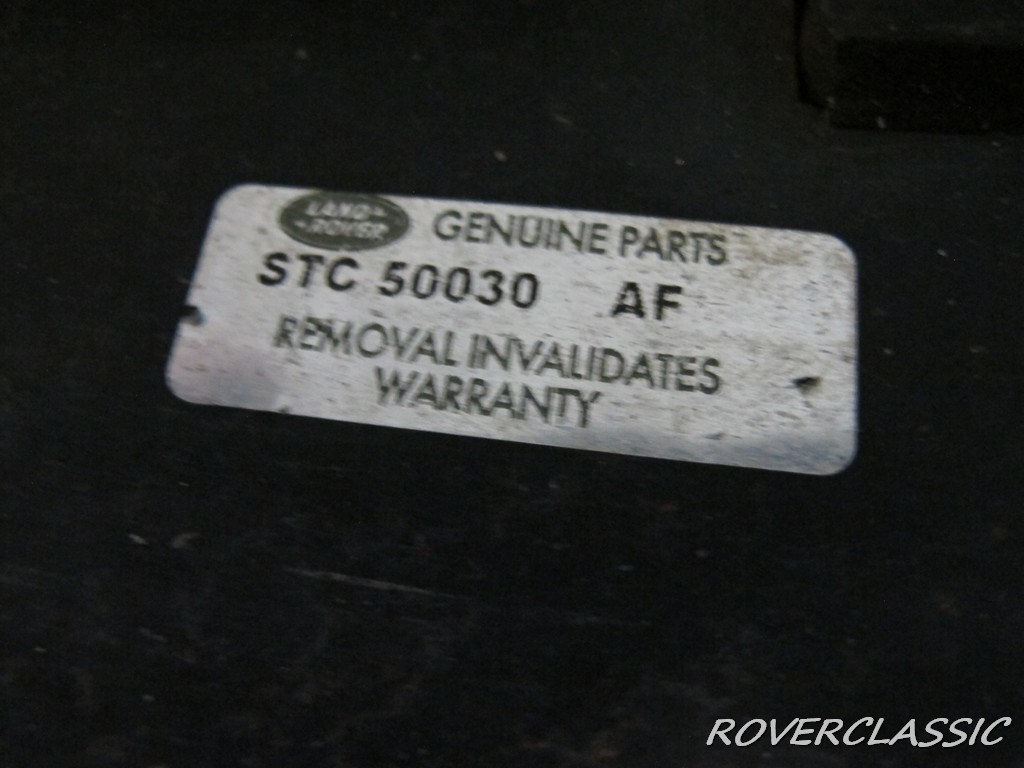 LAND
ROVER
GENUINE PARTS
STC 50030 AF
REMOVAL INVALIDATES
WARRANTY
ROVERCLASSIC